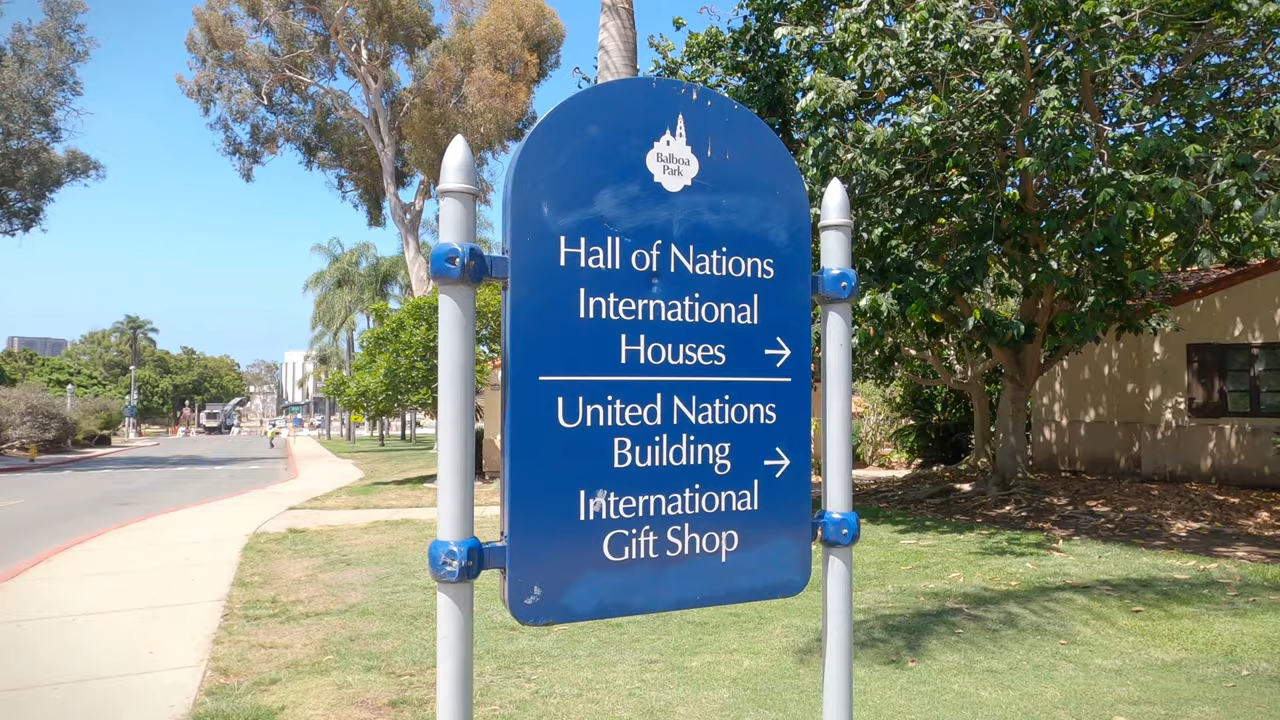 Balboa
Park
Hall of Nations
International
Houses →
United Nations
Building →
International
Gift Shop